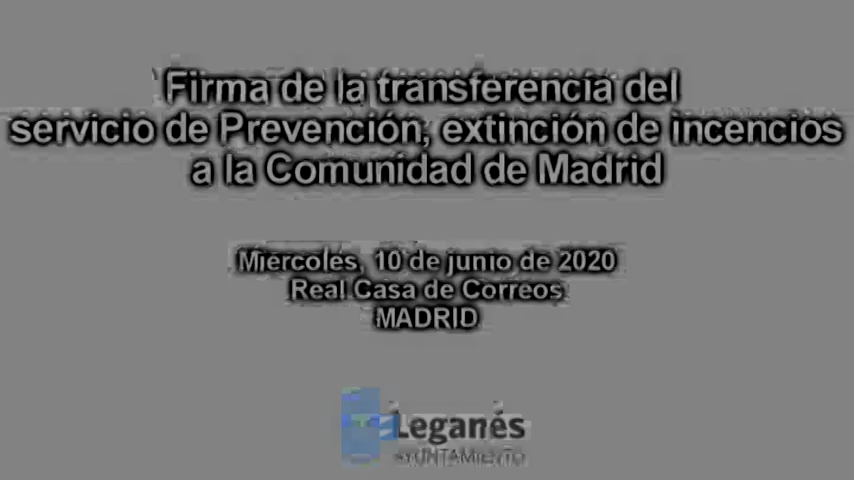 Firma de la transferencia del
servicio de Prevención, extinción de incencios
a la Comunidad de Madrid
Miércoles, 10 de junio de 2020
Real Casa de Correos
MADRID
Leganés
AYUNTAMIENTO